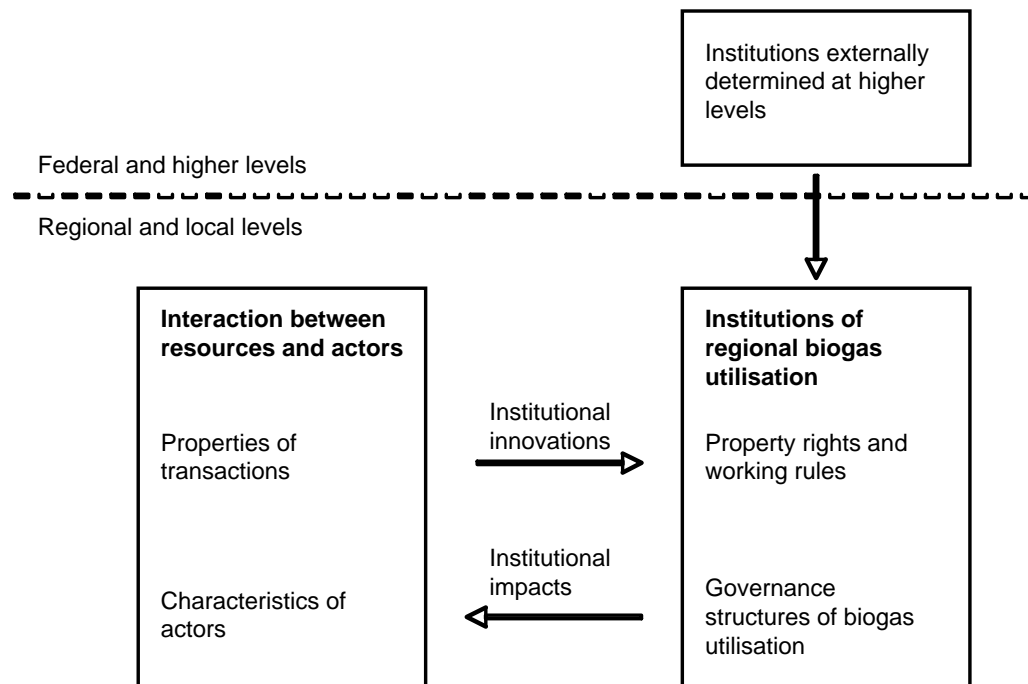 Institutions externally
determined at higher
levels
Federal and higher levels
Regional and local levels
Interaction between
resources and actors
Properties of
transactions
Characteristics of
actors
Institutional
innovations
Institutional
impacts
Institutions of
regional biogas
utilisation
Property rights and
working rules
Governance
structures of biogas
utilisation